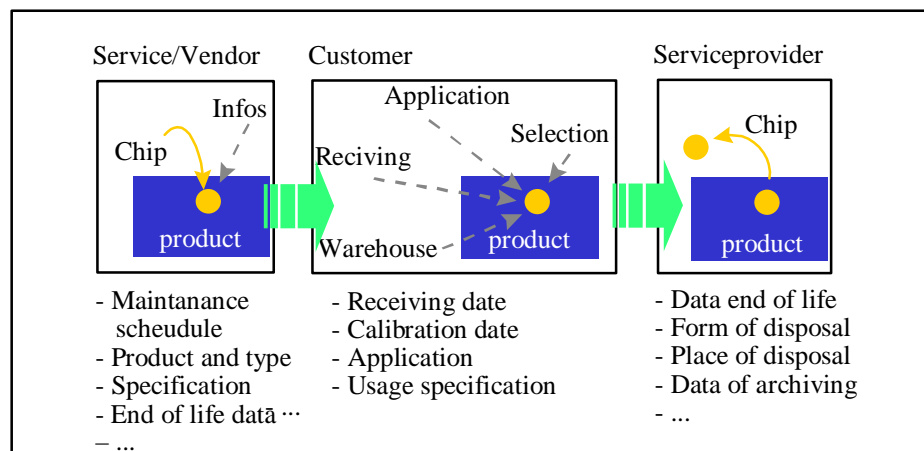 Service/Vendor
Infos
Chip
product
- Maintanance
scheudule
- Product and type
- Specification
- End of life datā ...
– ...
Customer
Application
Selection
Reciving
Warehouse
product
- Receiving date
- Calibration date
- Application
- Usage specification
Serviceprovider
Chip
product
- Data end of life
- Form of disposal
- Place of disposal
- Data of archiving
- ...